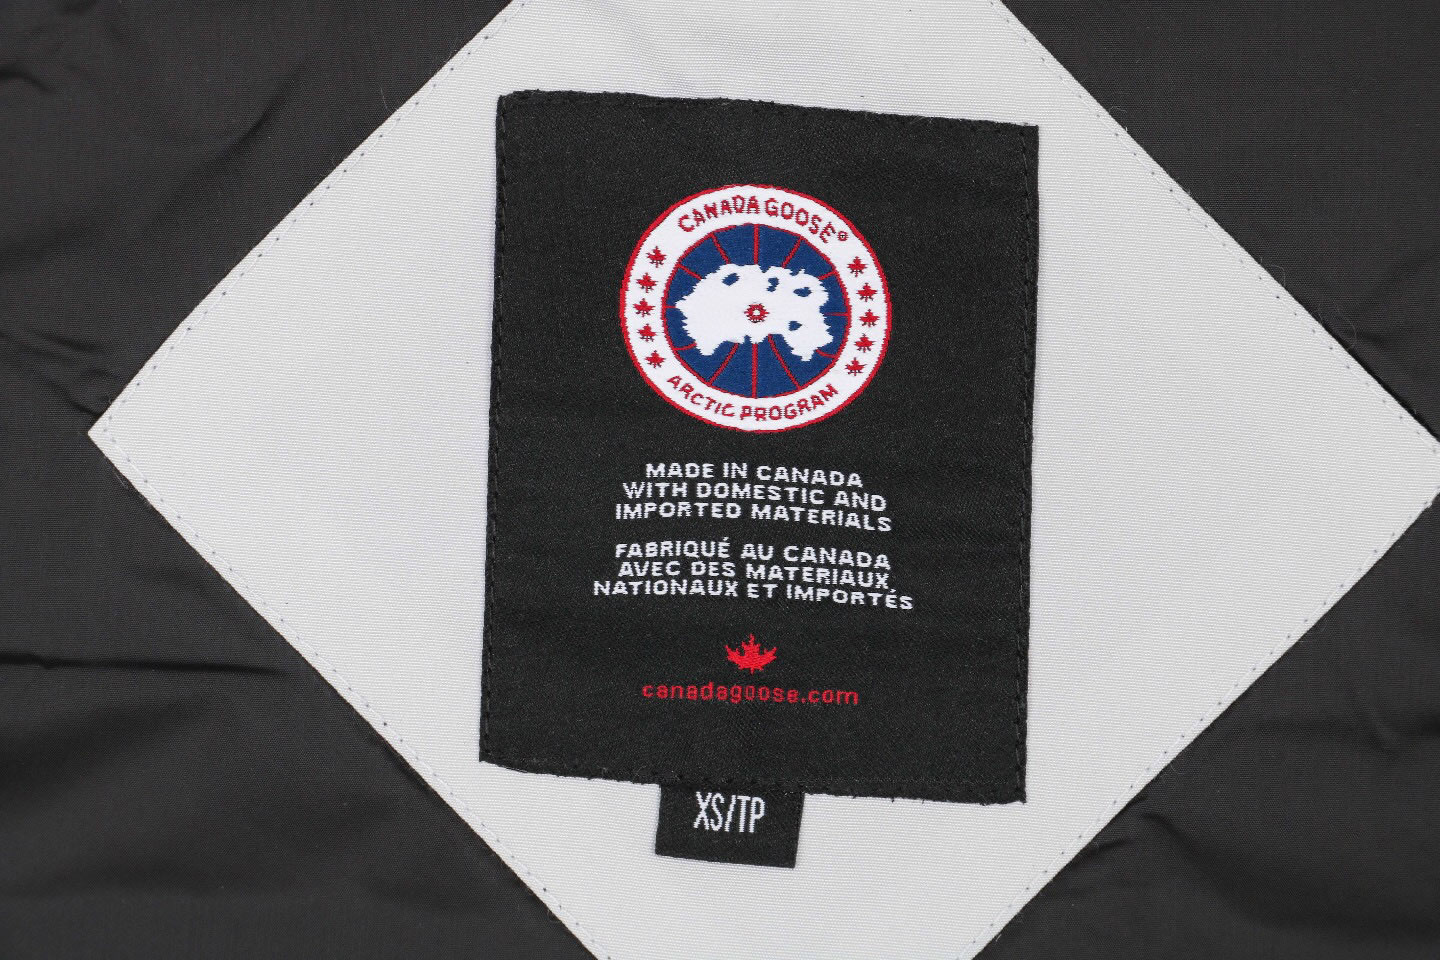 CANADA GOOSE®
ARCTIC PROGRAM
MADE IN CANADA
WITH DOMESTIC AND
IMPORTED MATERIALS
FABRIQUÉ AU CANADA
AVEC DES MATERIAUX
NATIONAUX ET IMPORTÉS
canadagoose.com
XS/TP